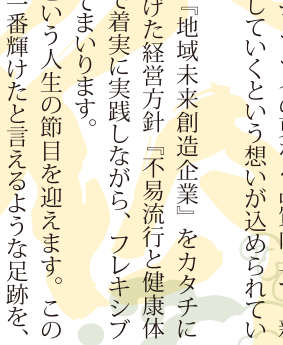 していくという想いが込められてい
『地域未来創造企業』をカタチに
げた経営方針『不易流行と健康体
で着実に実践しながら、フレキシブ
てまいります。
という人生の節目を迎えます。この
一番輝けたと言えるような足跡を、